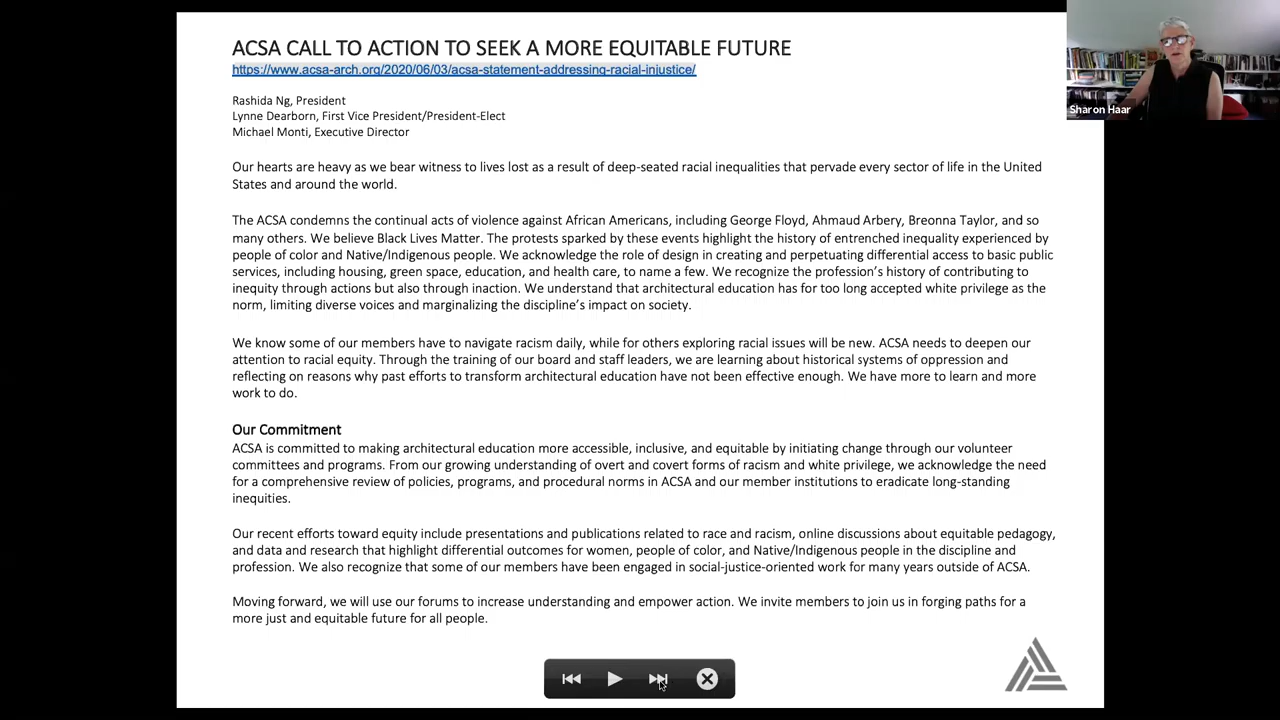 ACSA CALL TO ACTION TO SEEK A MORE EQUITABLE FUTURE
https://www.acsa-arch.org/2020/06/03/acsa-statement-addressing-racial-injustice/
Sharon Haar
Rashida Ng, President
Lynne Dearborn, First Vice President/President-Elect
Michael Monti, Executive Director
Our hearts are heavy as we bear witness to lives lost as a result of deep-seated racial inequalities that pervade every sector of life in the United
States and around the world.
The ACSA condemns the continual acts of violence against African Americans, including George Floyd, Ahmaud Arbery, Breonna Taylor, and so
many others. We believe Black Lives Matter. The protests sparked by these events highlight the history of entrenched inequality experienced by
people of color and Native/Indigenous people. We acknowledge the role of design in creating and perpetuating differential access to basic public
services, including housing, green space, education, and health care, to name a few. We recognize the profession's history of contributing to
inequity through actions but also through inaction. We understand that architectural education has for too long accepted white privilege as the
norm, limiting diverse voices and marginalizing the discipline's impact on society.
We know some of our members have to navigate racism daily, while for others exploring racial issues will be new. ACSA needs to deepen our
attention to racial equity. Through the training of our board and staff leaders, we are learning about historical systems of oppression and
reflecting on reasons why past efforts to transform architectural education have not been effective enough. We have more to learn and more
work to do.
Our Commitment
ACSA is committed to making architectural education more accessible, inclusive, and equitable by initiating change through our volunteer
committees and programs. From our growing understanding of overt and covert forms of racism and white privilege, we acknowledge the need
for a comprehensive review of policies, programs, and procedural norms in ACSA and our member institutions to eradicate long-standing
inequities.
Our recent efforts toward equity include presentations and publications related to race and racism, online discussions about equitable pedagogy,
and data and research that highlight differential outcomes for women, people of color, and Native/Indigenous people in the discipline and
profession. We also recognize that some of our members have been engaged in social-justice-oriented work for many years outside of ACSA.
Moving forward, we will use our forums to increase understanding and empower action. We invite members to join us in forging paths for a
more just and equitable future for all people.